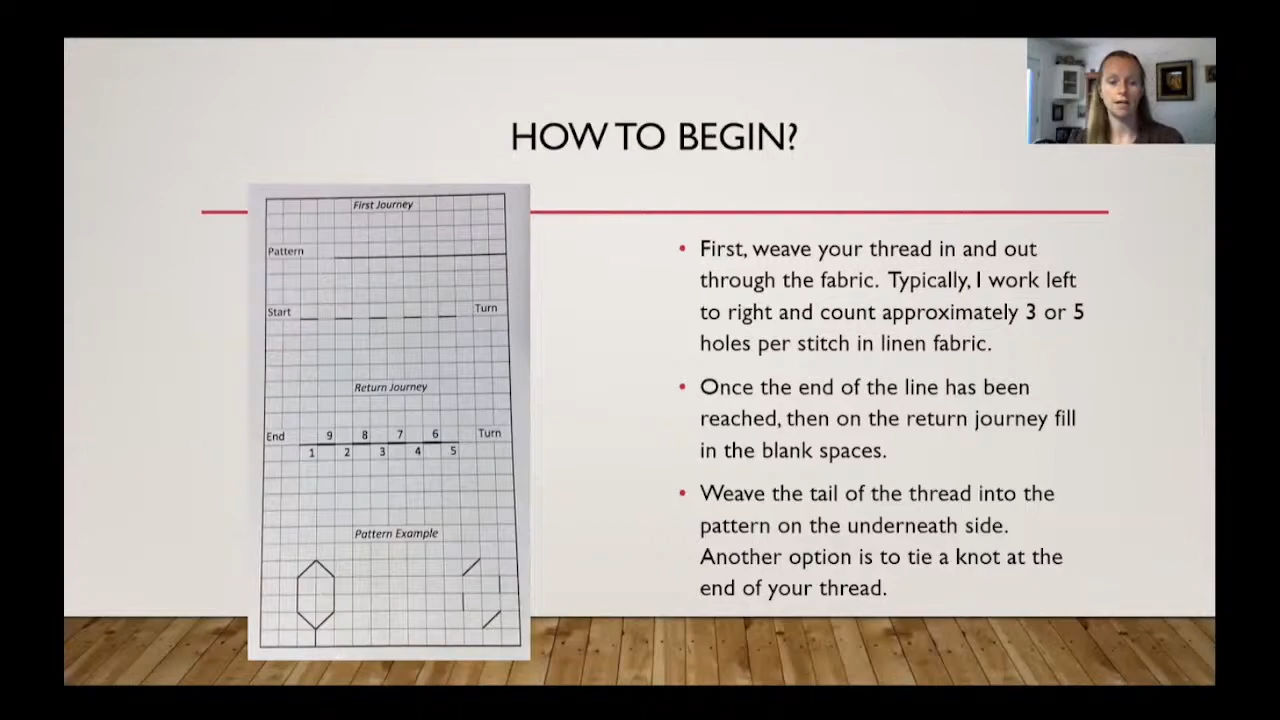 HOW TO BEGIN?
First Journey
Pattern
Start Turn
Return Journey
End 9 8 7 6 Turn
1 2 3 4 5
Pattern Example
• First, weave your thread in and out
through the fabric. Typically, I work left
to right and count approximately 3 or 5
holes per stitch in linen fabric.
• Once the end of the line has been
reached, then on the return journey fill
in the blank spaces.
• Weave the tail of the thread into the
pattern on the underneath side.
Another option is to tie a knot at the
end of your thread.